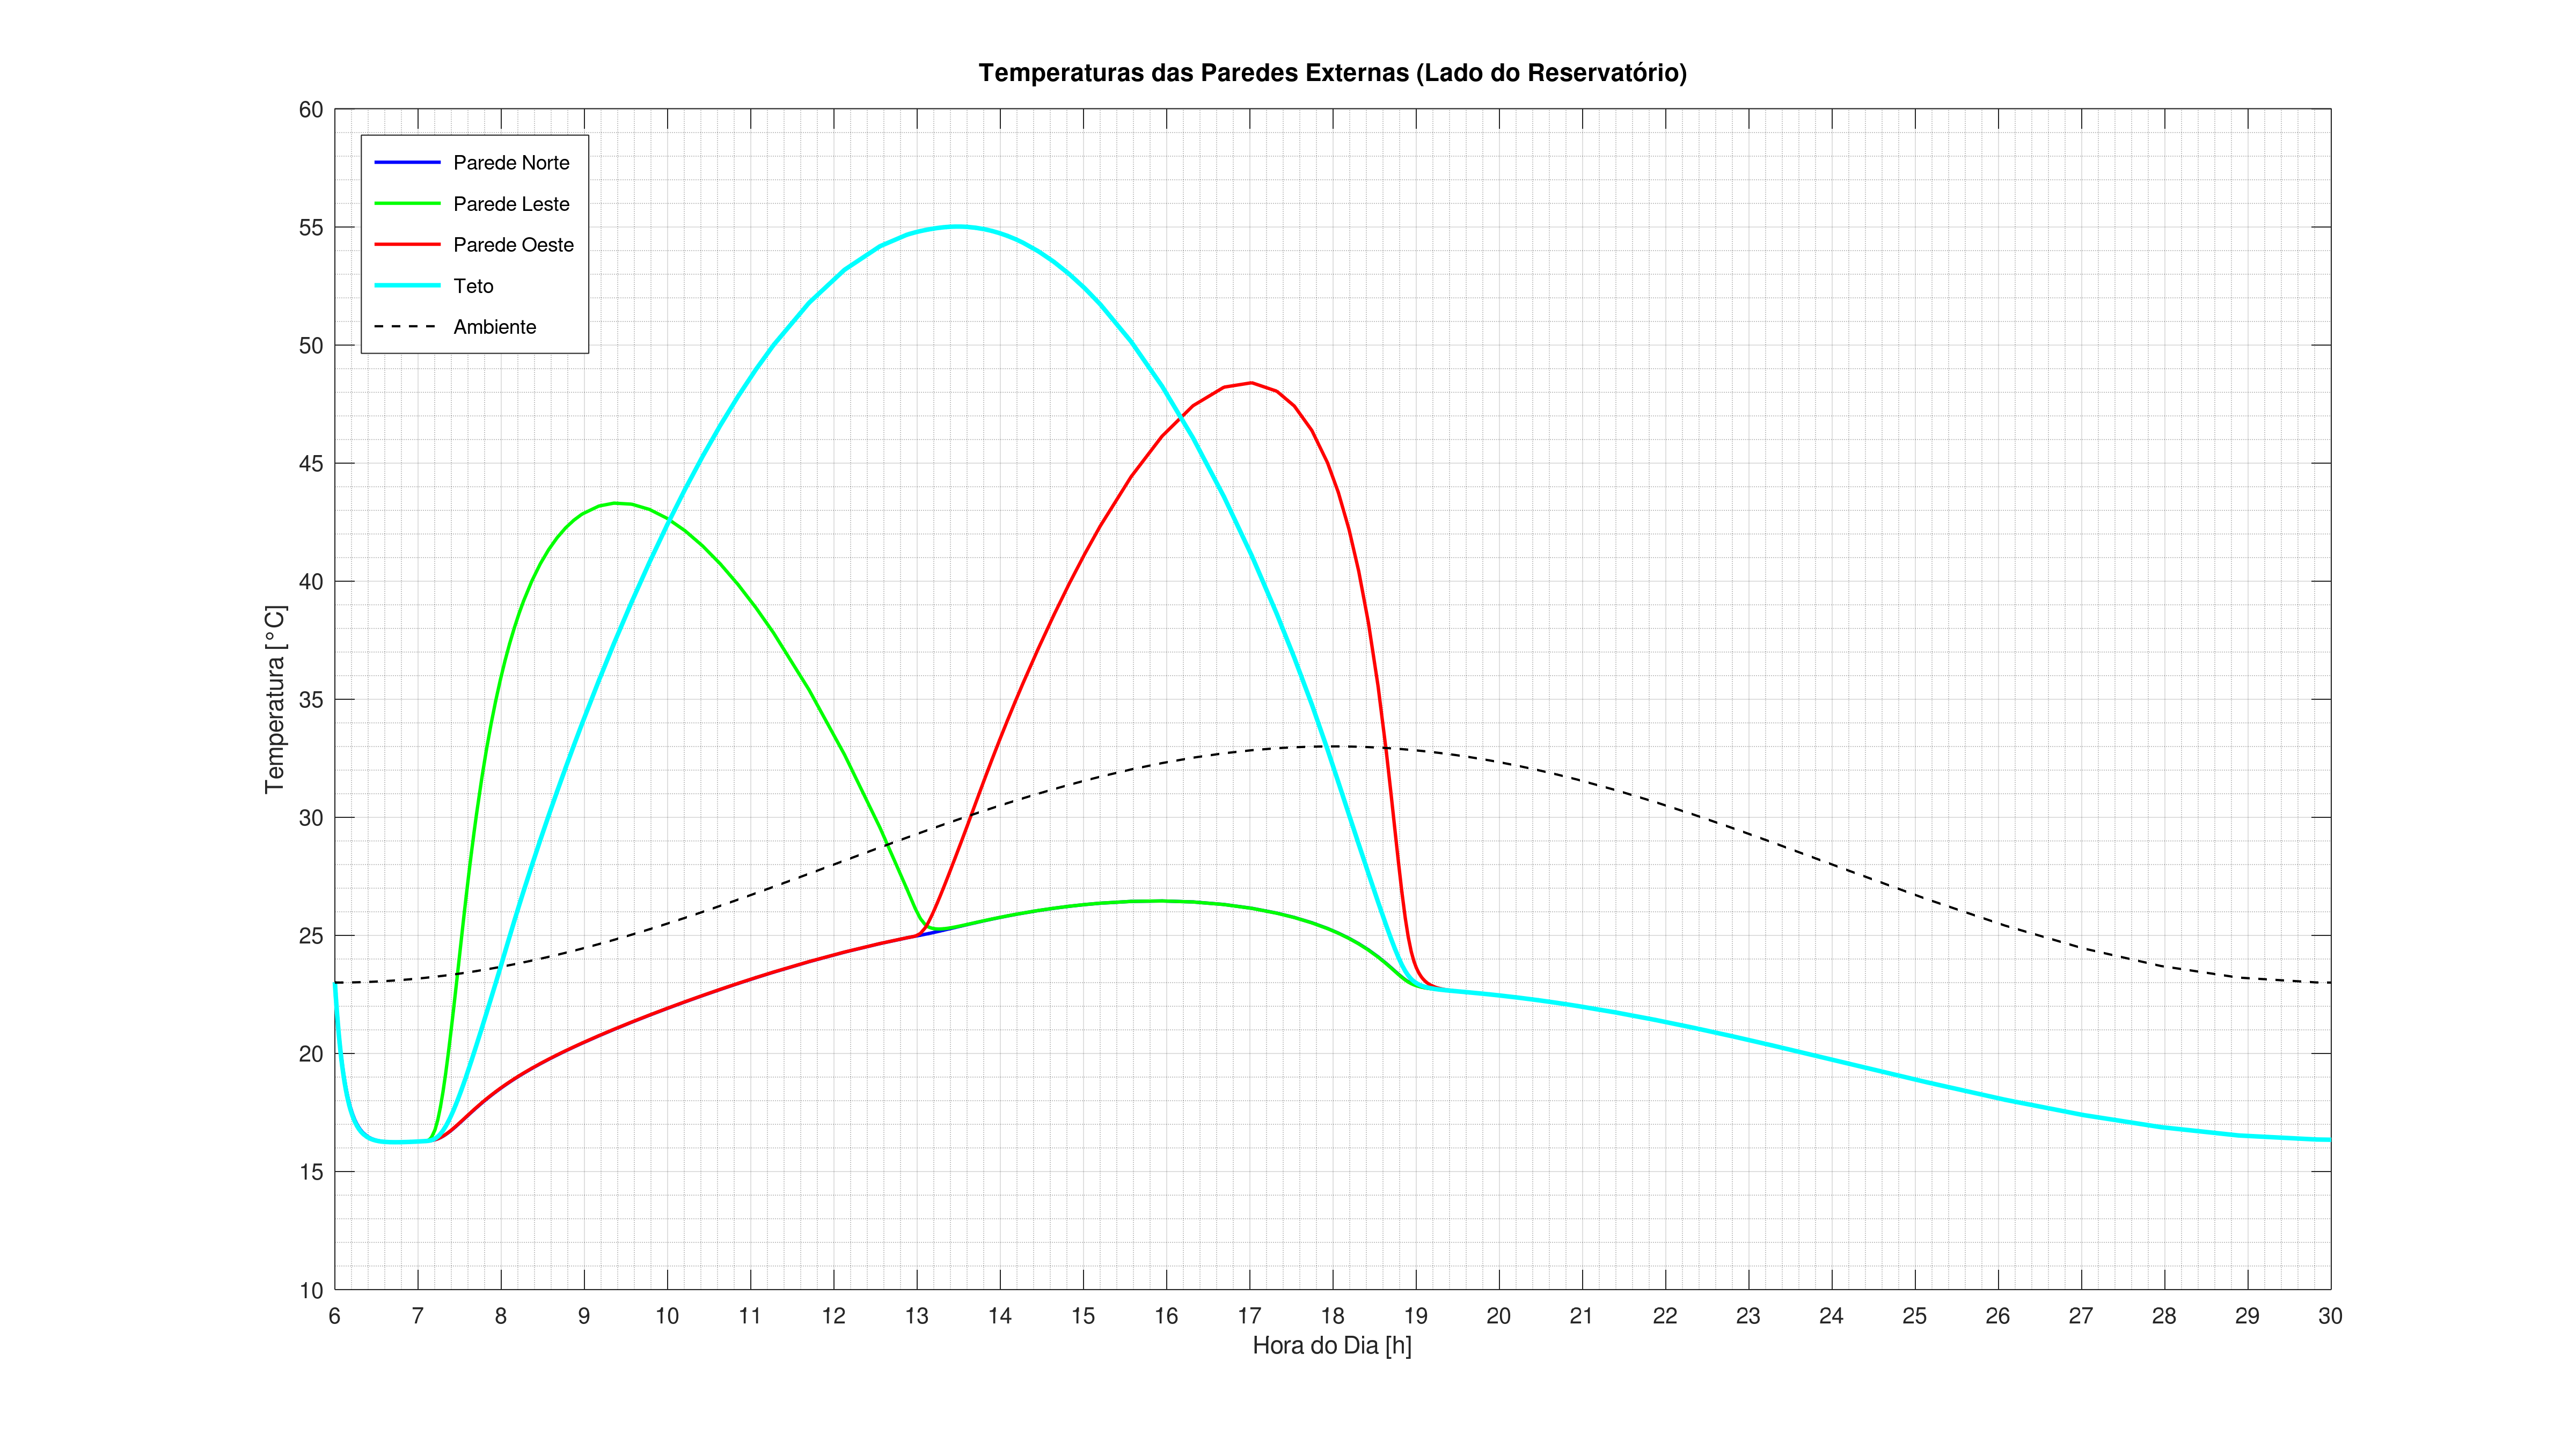 Temperaturas das Paredes Externas (Lado do Reservatório)
60
55
50
45
40
35
30
25
20
15
10
Temperatura [°C]
Parede Norte
Parede Leste
Parede Oeste
Teto
Ambiente
6 7 8 9 10 11 12 13 14 15 16 17 18 19 20 21 22 23 24 25 26 27 28 29 30
Hora do Dia [h]